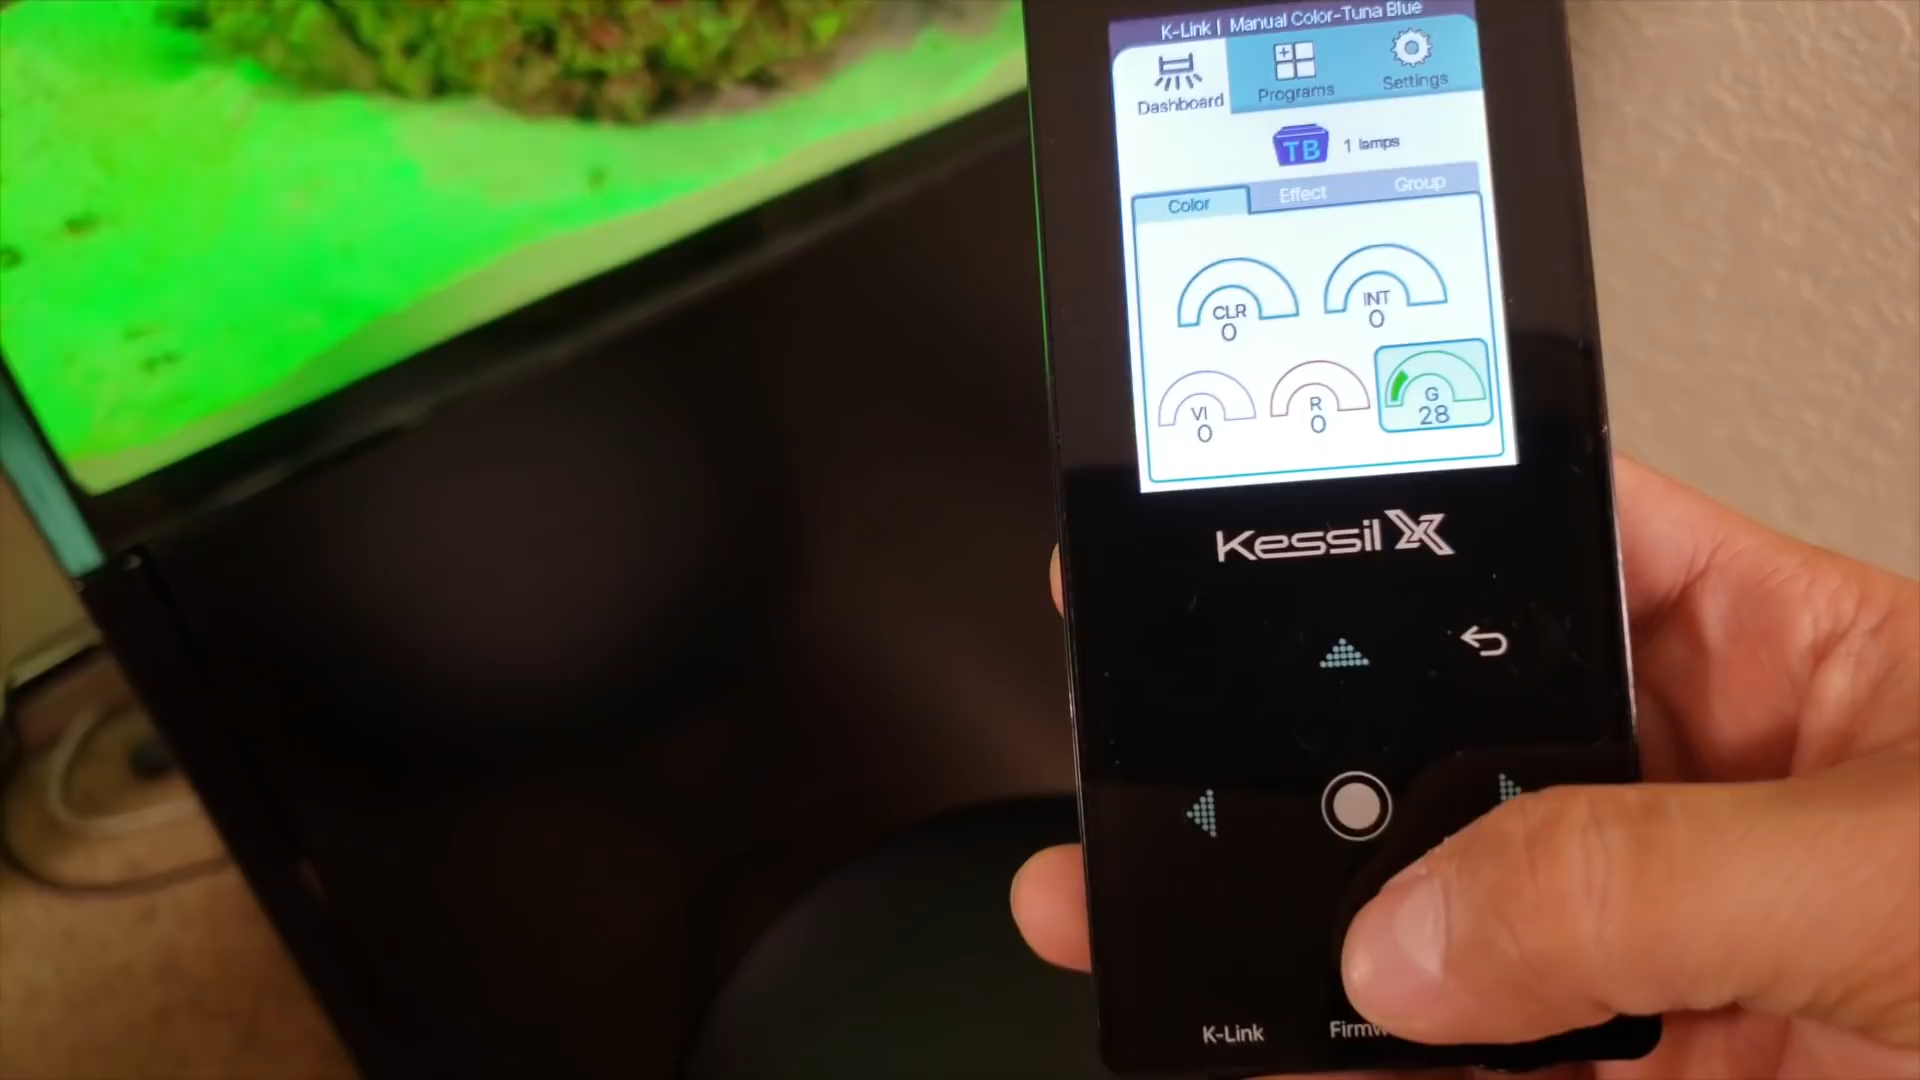 K-Link | Manual Color-Tuna Blue
Dashboard
Programs
Settings
TB
1 lamps
Color
Effect
Group
CLR
0
INT
0
VI
0
R
0
G
28
Kessil X
K-Link